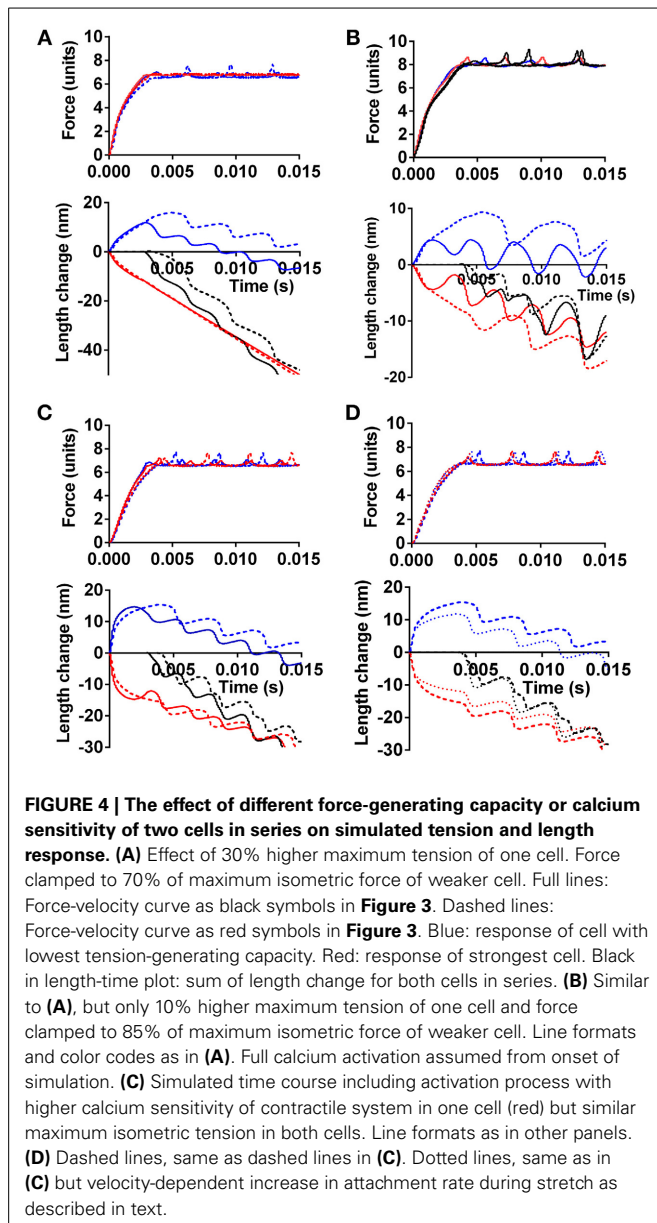 A
10
8
6
4
2
0
Force (units)
0.000
0.005
0.010
0.015
20
0
-20
-40
Length change (nm)
0.005
0.010
0.015
Time (s)
B
10
8
6
4
2
0
Force (units)
0.000
0.005
0.010
0.015
10
0
-10
-20
Length change (nm)
0.005
0.010
0.015
Time (s)
C
10
8
6
4
2
0
Force (units)
0.000
0.005
0.010
0.015
20
10
0
-10
-20
-30
Length change (nm)
0.005
0.010
0.015
Time (s)
D
10
8
6
4
2
0
Force (units)
0.000
0.005
0.010
0.015
20
10
0
-10
-20
-30
Length change (nm)
0.005
0.010
0.015
Time (s)
FIGURE 4 | The effect of different force-generating capacity or calcium
sensitivity of two cells in series on simulated tension and length
response. (A) Effect of 30% higher maximum tension of one cell. Force
clamped to 70% of maximum isometric force of weaker cell. Full lines:
Force-velocity curve as black symbols in Figure 3. Dashed lines:
Force-velocity curve as red symbols in Figure 3. Blue: response of cell with
lowest tension-generating capacity. Red: response of strongest cell. Black
in length-time plot: sum of length change for both cells in series. (B) Similar
to (A), but only 10% higher maximum tension of one cell and force
clamped to 85% of maximum isometric force of weaker cell. Line formats
and color codes as in (A). Full calcium activation assumed from onset of
simulation. (C) Simulated time course including activation process with
higher calcium sensitivity of contractile system in one cell (red) but similar
maximum isometric tension in both cells. Line formats as in other panels.
(D) Dashed lines, same as dashed lines in (C). Dotted lines, same as in
(C) but velocity-dependent increase in attachment rate during stretch as
described in text.